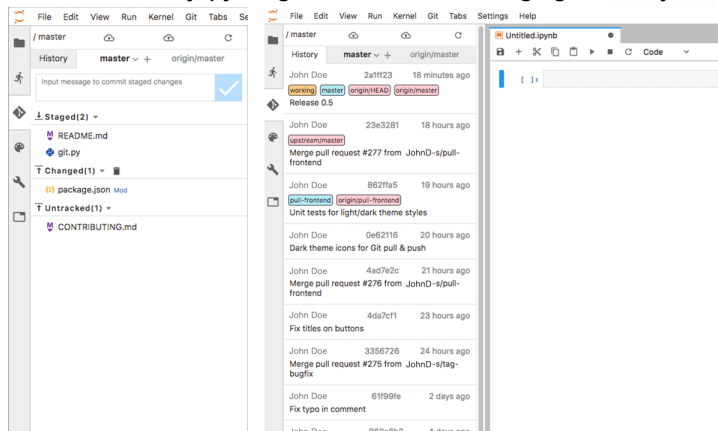 File Edit View Run Kernel Git Tabs Se
/ master
History master + origin/master
Input message to commit staged changes
Staged(2)
README.md
git.py
Changed(1)
package.json Mod
Untracked(1)
CONTRIBUTING.md
File Edit View Run Kernel Git Tabs Settings Help
/ master
History master + origin/master
John Doe 2a1ff23 18 minutes ago
working master origin/HEAD origin/master
Release 0.5
John Doe 23e3281 18 hours ago
upstream/master
Merge pull request #277 from JohnD-s/pull-
frontend
John Doe 862ffa5 19 hours ago
pull-frontend origin/pull-frontend
Unit tests for light/dark theme
styles
John Doe 0e62116 20 hours ago
Dark theme icons for Git pull &
push
John Doe 4ad7e2c 21 hours ago
Merge pull request #276 from JohnD-s/pull-
frontend
John Doe 4da7cf1 23 hours ago
Fix titles on buttons
John Doe 3356726 24 hours ago
Merge pull request #275 from JohnD-s/tag-
bugfix
John Doe 61f99fe 2 days ago
Fix typo in comment
Untitled.ipynb
Code
[ ]: